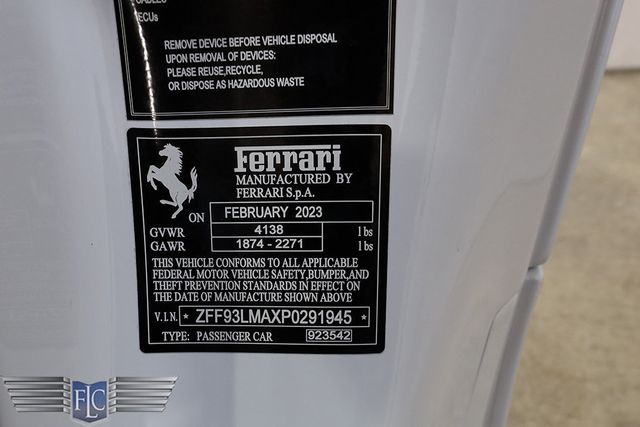 ECUs
REMOVE DEVICE BEFORE VEHICLE DISPOSAL
UPON REMOVAL OF DEVICES:
PLEASE REUSE,RECYCLE,
OR DISPOSE AS HAZARDOUS WASTE
Ferrari
MANUFACTURED BY
FERRARI S.p.A.
ON FEBRUARY 2023
GVWR 4138 lbs
GAWR 1874 - 2271 lbs
THIS VEHICLE CONFORMS TO ALL APPLICABLE
FEDERAL MOTOR VEHICLE SAFETY,BUMPER,AND
THEFT PREVENTION STANDARDS IN EFFECT ON
THE DATE OF MANUFACTURE SHOWN ABOVE
V.I.N. * ZFF93LMAXP0291945 *
TYPE: PASSENGER CAR 923542
FLC